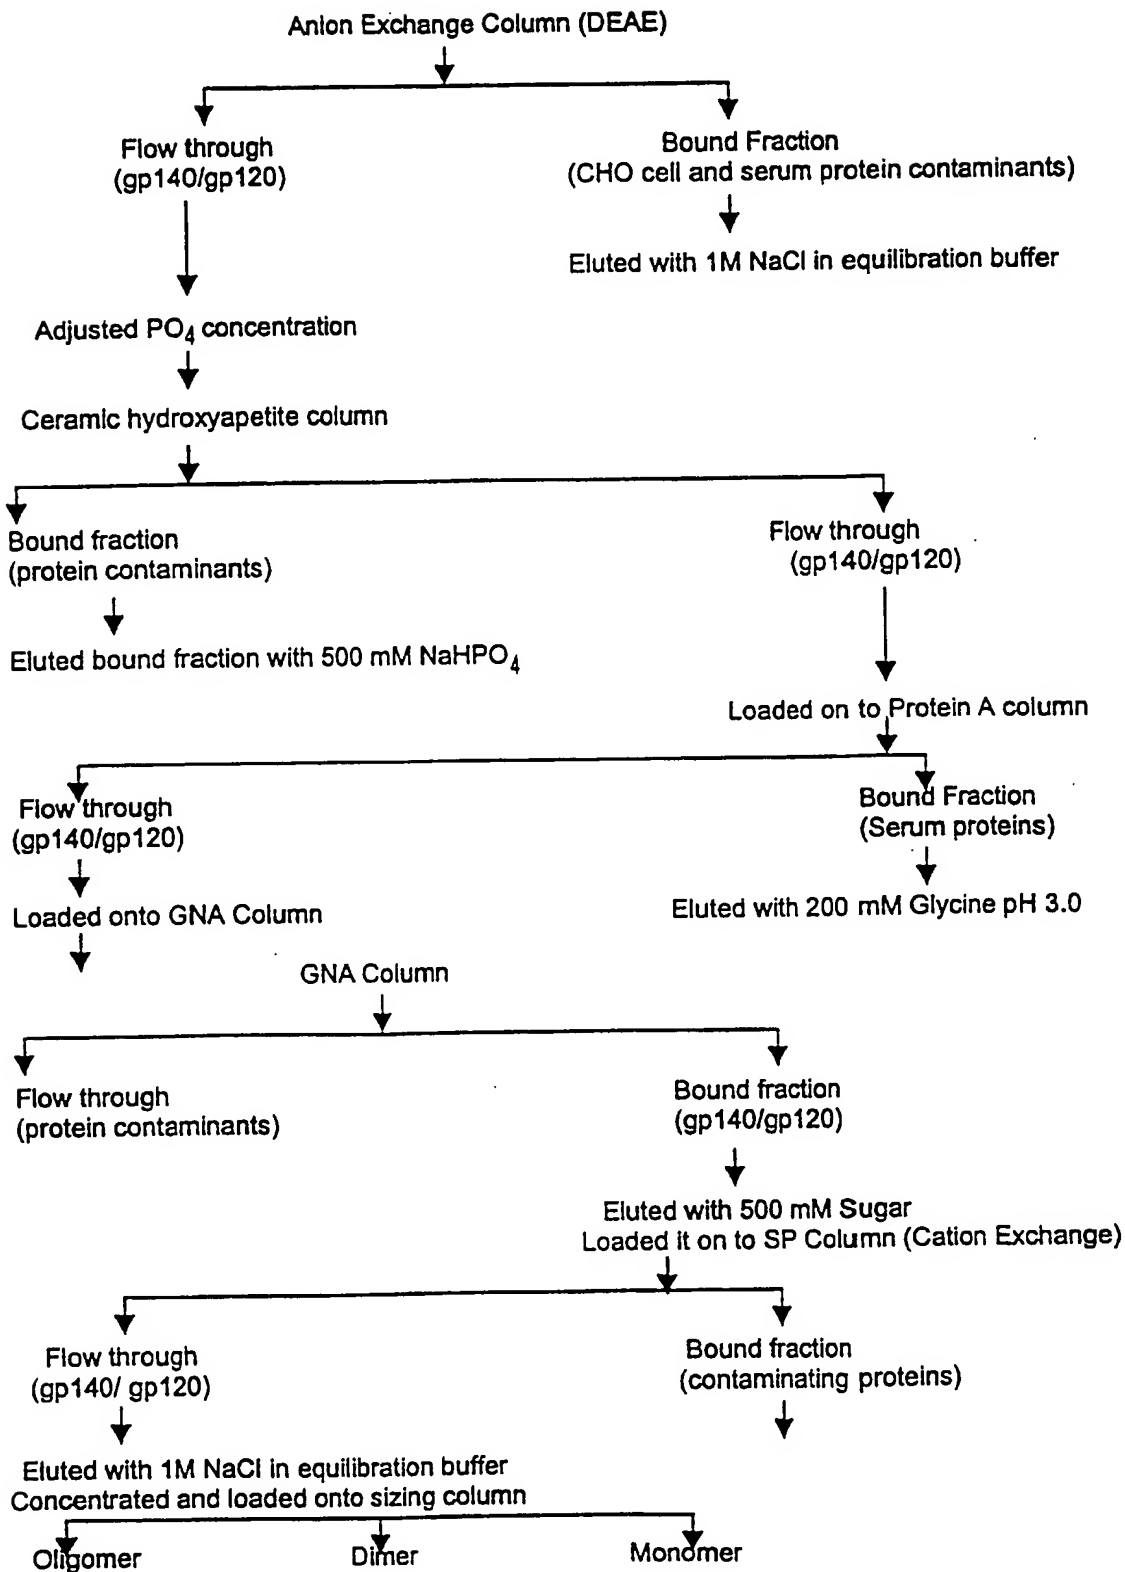 Anion Exchange Column (DEAE)
Flow through
(gp140/gp120)
Bound Fraction
(CHO cell and serum protein contaminants)
Eluted with 1M NaCl in equilibration buffer
Adjusted PO4 concentration
Ceramic hydroxyapetite column
Bound fraction
(protein contaminants)
Eluted bound fraction with 500 mM NaHPO4
Flow through
(gp140/gp120)
Loaded on to Protein A column
Flow through
(gp140/gp120)
Loaded onto GNA Column
Bound Fraction
(Serum proteins)
Eluted with 200 mM Glycine pH 3.0
GNA Column
Flow through
(protein contaminants)
Bound fraction
(gp140/gp120)
Eluted with 500 mM Sugar
Loaded it on to SP Column (Cation Exchange)
Flow through
(gp140/ gp120)
Bound fraction
(contaminating proteins)
Eluted with 1M NaCl in equilibration buffer
Concentrated and loaded onto sizing column
Oligomer
Dimer
Monomer